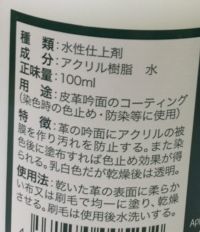 種 類：水性仕上剤
成 分：アクリル樹脂 水
正味量：100ml
用 途：皮革吟面のコーティング
（染色時の色止め・防染等に使用）
特 徴：革の吟面にアクリルの被
膜を作り汚れを防止する。また染
色後に塗布すれば色止め効果が得
られる。乳白色だが乾燥後は透明。
使用法：乾いた革の表面に柔らか
い布又は刷毛で均一に塗り、乾燥
させる。刷毛は使用後水洗いする。